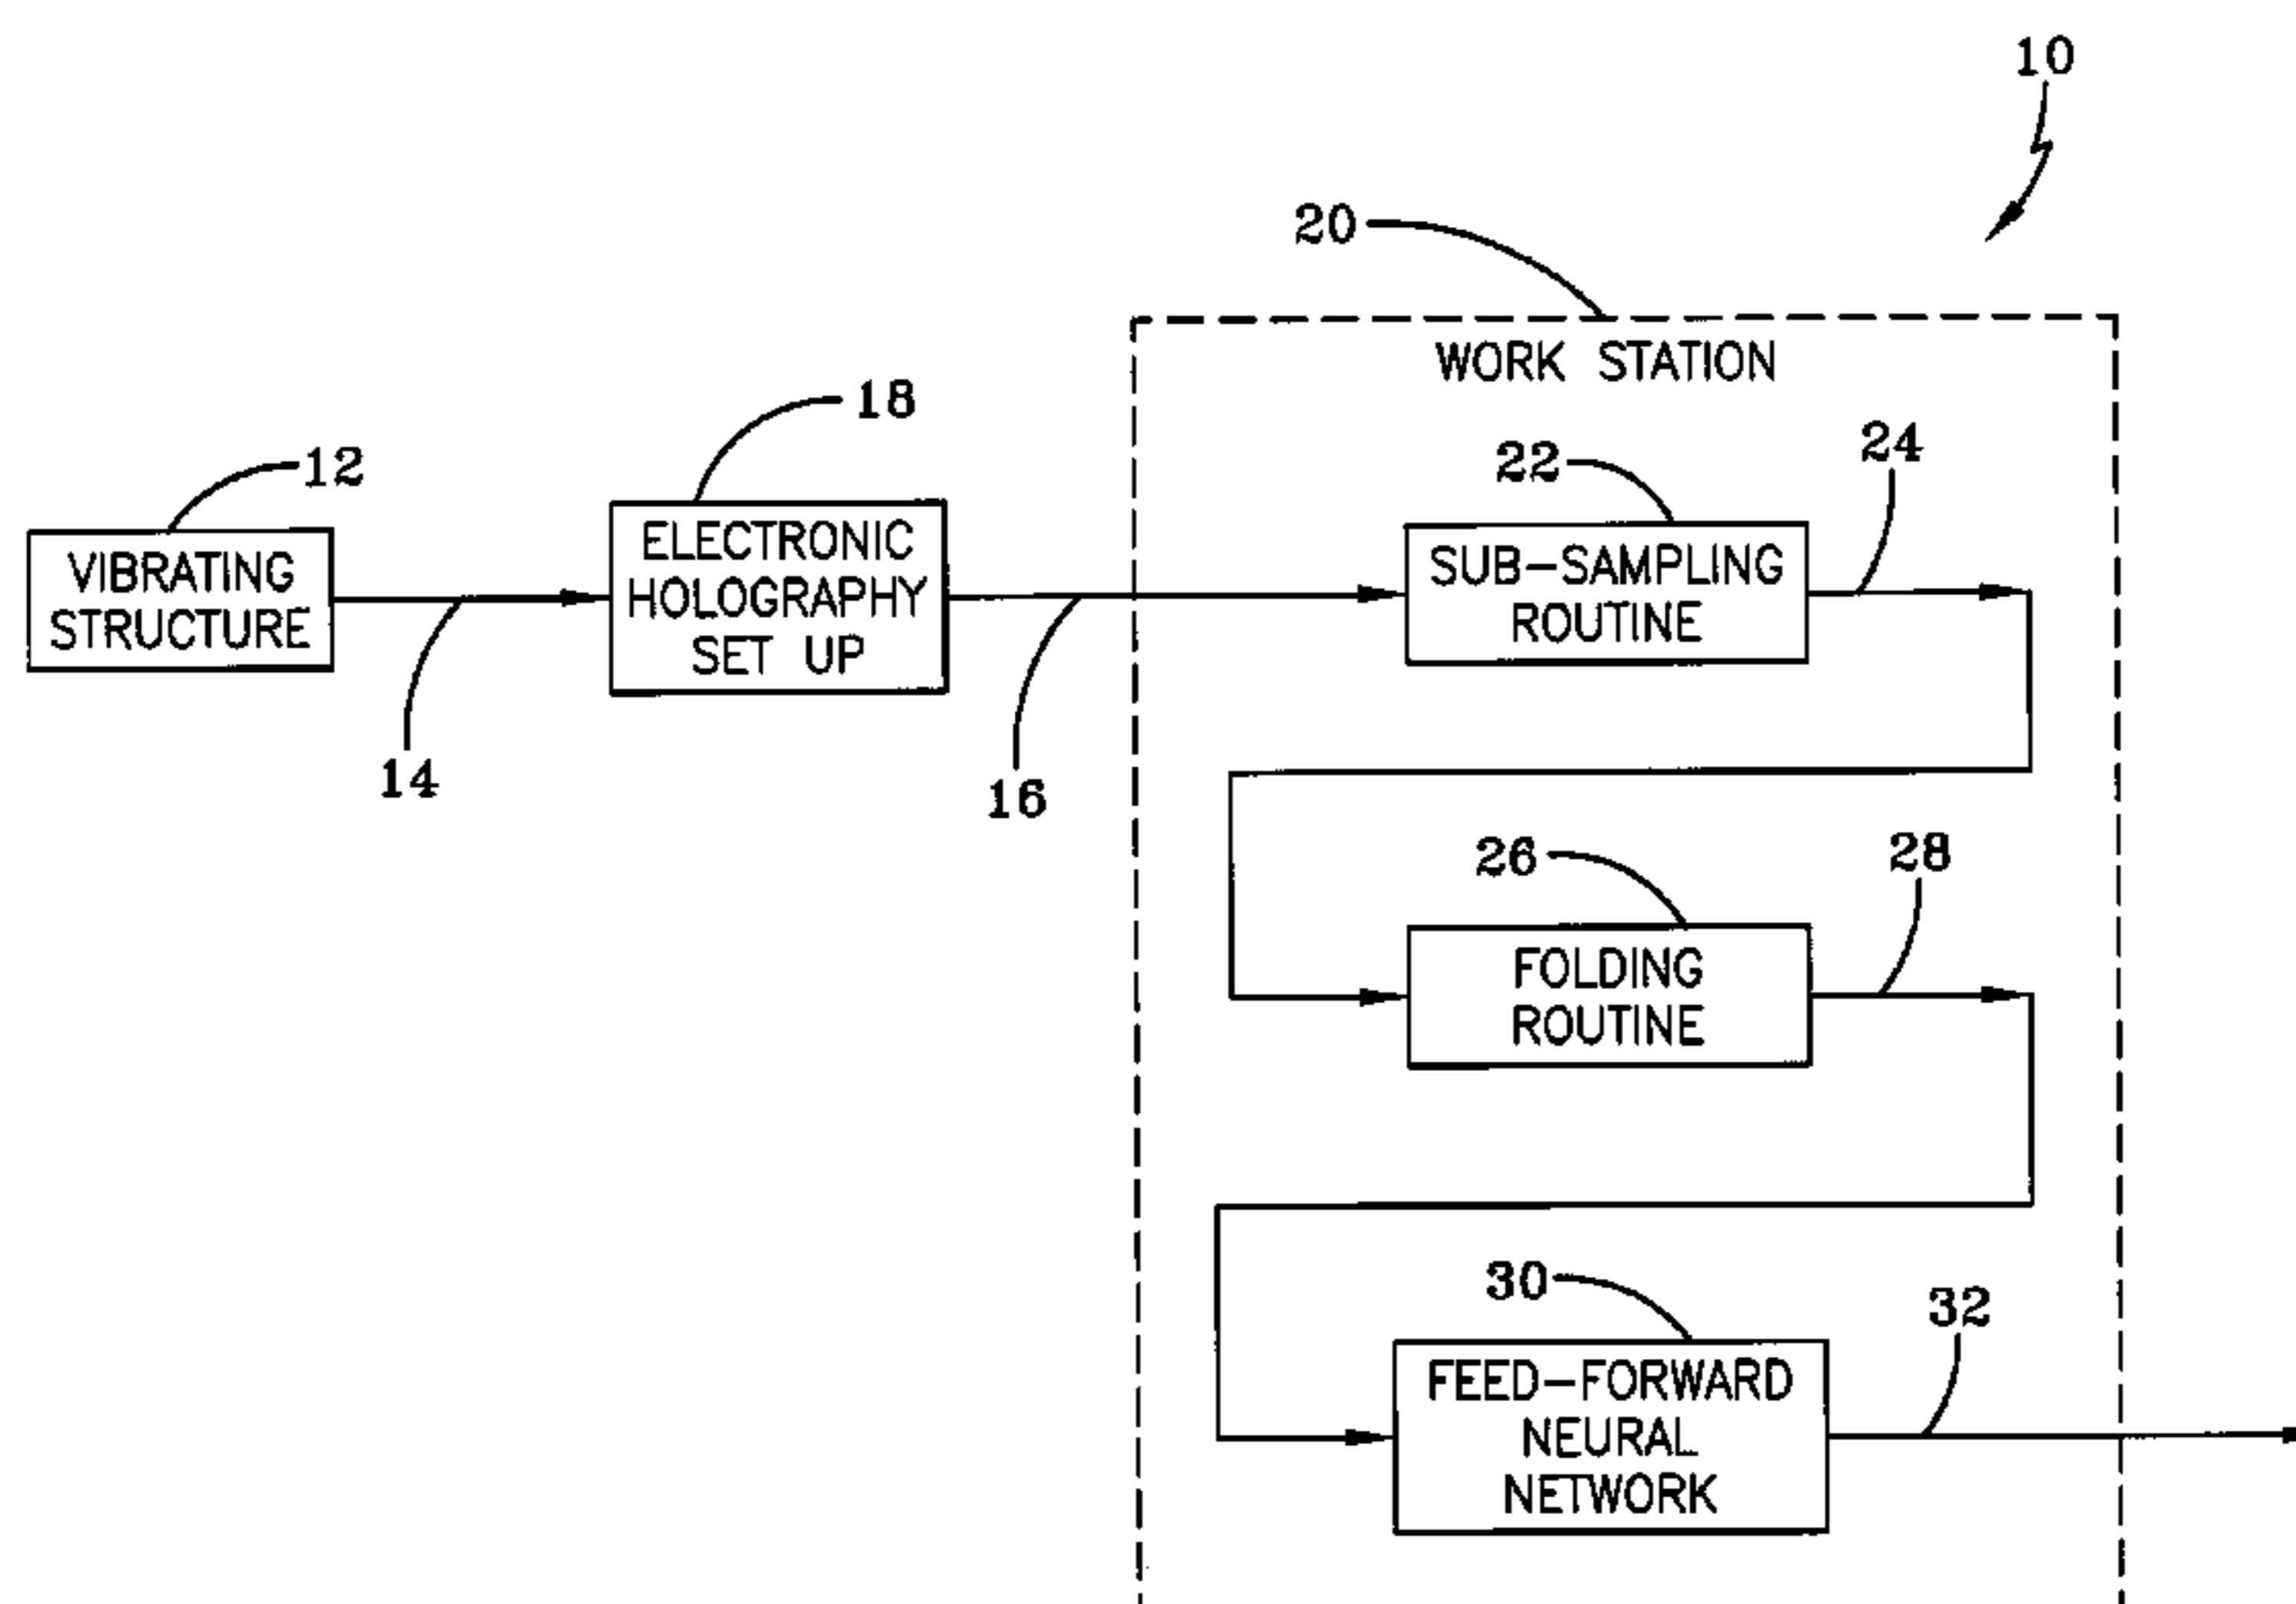 10
20
WORK STATION
18
12
22
24
VIBRATING
STRUCTURE
ELECTRONIC
HOLOGRAPHY
SET UP
SUB-SAMPLING
ROUTINE
14
16
26
28
FOLDING
ROUTINE
30
32
FEED-FORWARD
NEURAL
NETWORK